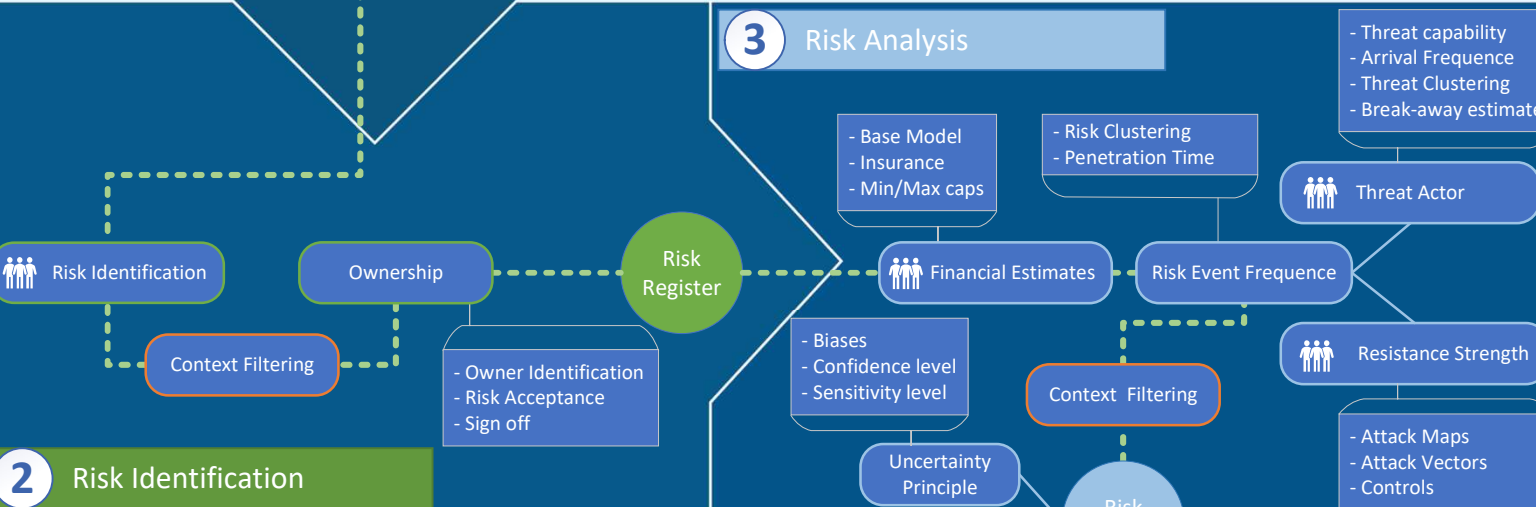 3 Risk Analysis
- Threat capability
- Arrival Frequence
- Threat Clustering
- Break-away estimate
- Base Model
- Insurance
- Min/Max caps
- Risk Clustering
- Penetration Time
Threat Actor
Risk Identification
Ownership
Risk
Register
Financial Estimates
Risk Event Frequence
Context Filtering
- Owner Identification
- Risk Acceptance
- Sign off
- Biases
- Confidence level
- Sensitivity level
Context Filtering
Resistance Strength
- Attack Maps
- Attack Vectors
- Controls
Uncertainty
Principle
2 Risk Identification
Risk